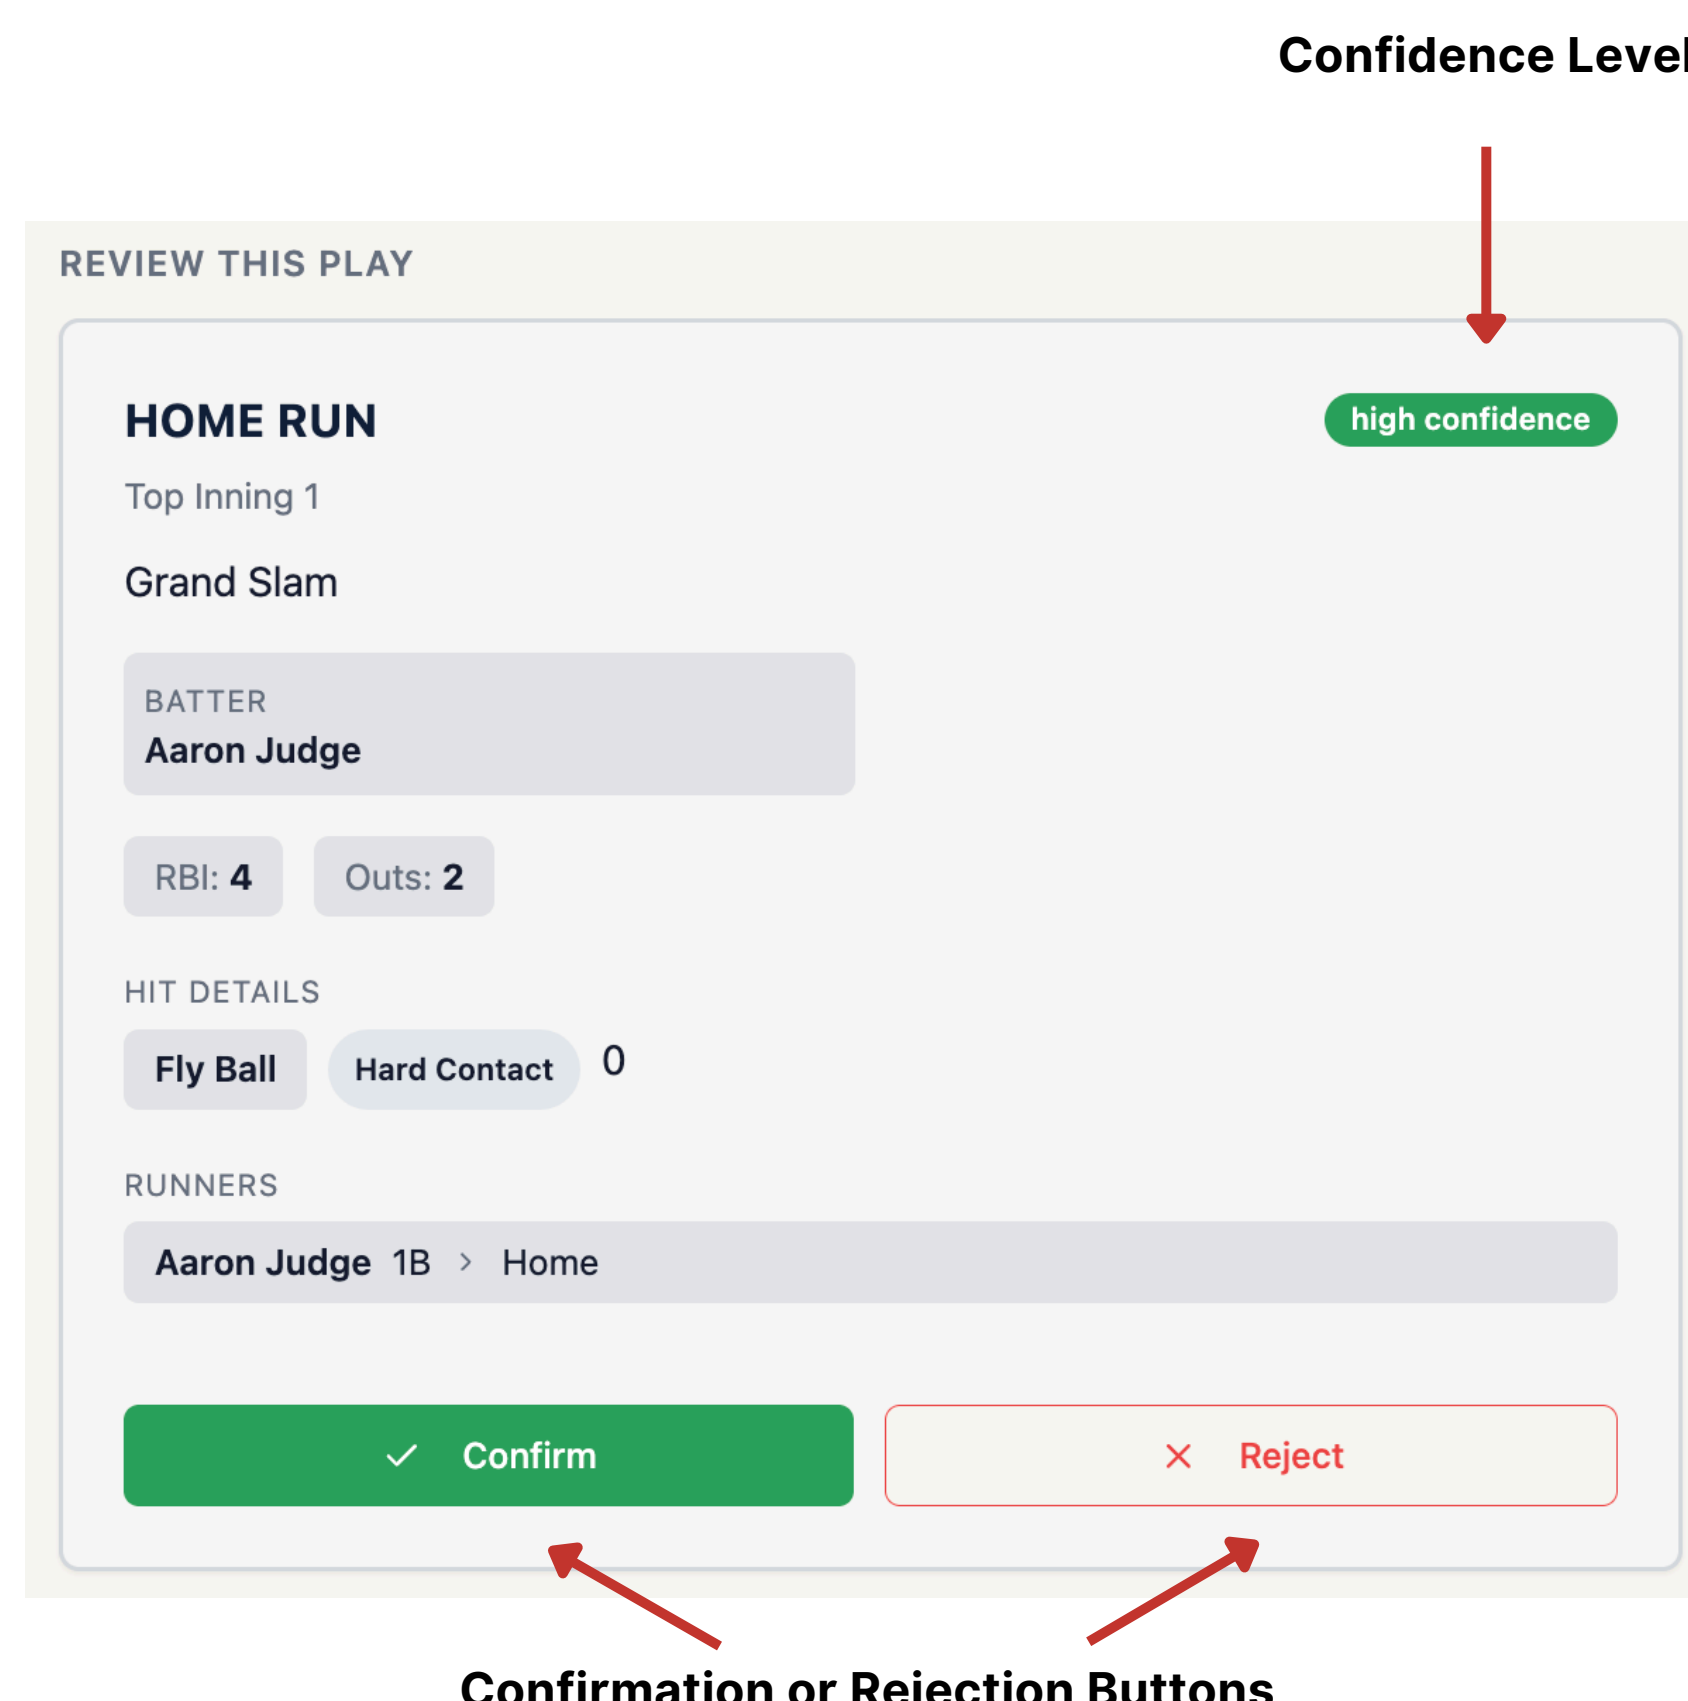 Confidence Level
REVIEW THIS PLAY
HOME RUN
high confidence
Top Inning 1
Grand Slam
BATTER
Aaron Judge
RBI: 4
Outs: 2
HIT DETAILS
Fly Ball
Hard Contact
0
RUNNERS
Aaron Judge 1B > Home
Confirm
Reject
Confirmation or Rejection Buttons